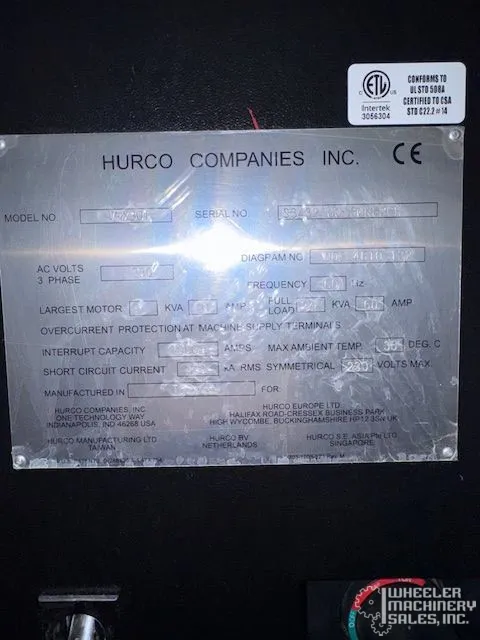 ETL
C US
Intertek
3056304
CONFORMS TO
UL STD 508A
CERTIFIED TO CSA
STD C22.2 # 14
HURCO COMPANIES INC. CE
MODEL NO. SERIAL NO.
DIAGRAM NO
AC VOLTS
3 PHASE
FREQUENCY 60 Hz
LARGEST MOTOR KVA AMP FULL LOAD KVA AMP
OVERCURRENT PROTECTION AT MACHINE SUPPLY TERMINALS
INTERRUPT CAPACITY AMPS MAX AMBIENT TEMP. DEG. C
SHORT CIRCUIT CURRENT kA RMS SYMMETRICAL 230 VOLTS MAX.
MANUFACTURED IN FOR:
HURCO COMPANIES, INC
ONE TECHNOLOGY WAY
INDIANAPOLIS, IND 46268 USA
HURCO EUROPE LTD
HALIFAX ROAD-CRESSEX BUSINESS PARK
HIGH WYCOMBE, BUCKINGHAMSHIRE HP12 3SN UK
HURCO MANUFACTURING LTD
TAIWAN
HURCO BV
NETHERLANDS
HURCO S.E. ASIA Pte LTD
SINGAPORE
WHEELER
MACHINERY
SALES, INC.